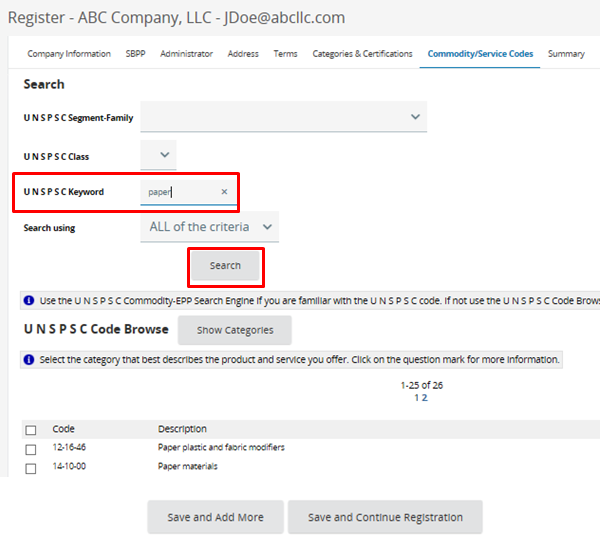 Register - ABC Company, LLC - JDoe@abcllc.com
Company Information SBPP Administrator Address Terms Categories & Certifications Commodity/Service Codes Summary
Search
U N S P S C Segment-Family
U N S P S C Class
U N S P S C Keyword paper ×
Search using ALL of the criteria
Search
Use the U N S P S C Commodity-EPP Search Engine if you are familiar with the U N S P S C code. If not use the U N S P S C Code Brows
U N S P S C Code Browse Show Categories
Select the category that best describes the product and service you offer. Click on the question mark for more information.
1-25 of 26
1 2
Code Description
12-16-46 Paper plastic and fabric modifiers
14-10-00 Paper materials
Save and Add More Save and Continue Registration